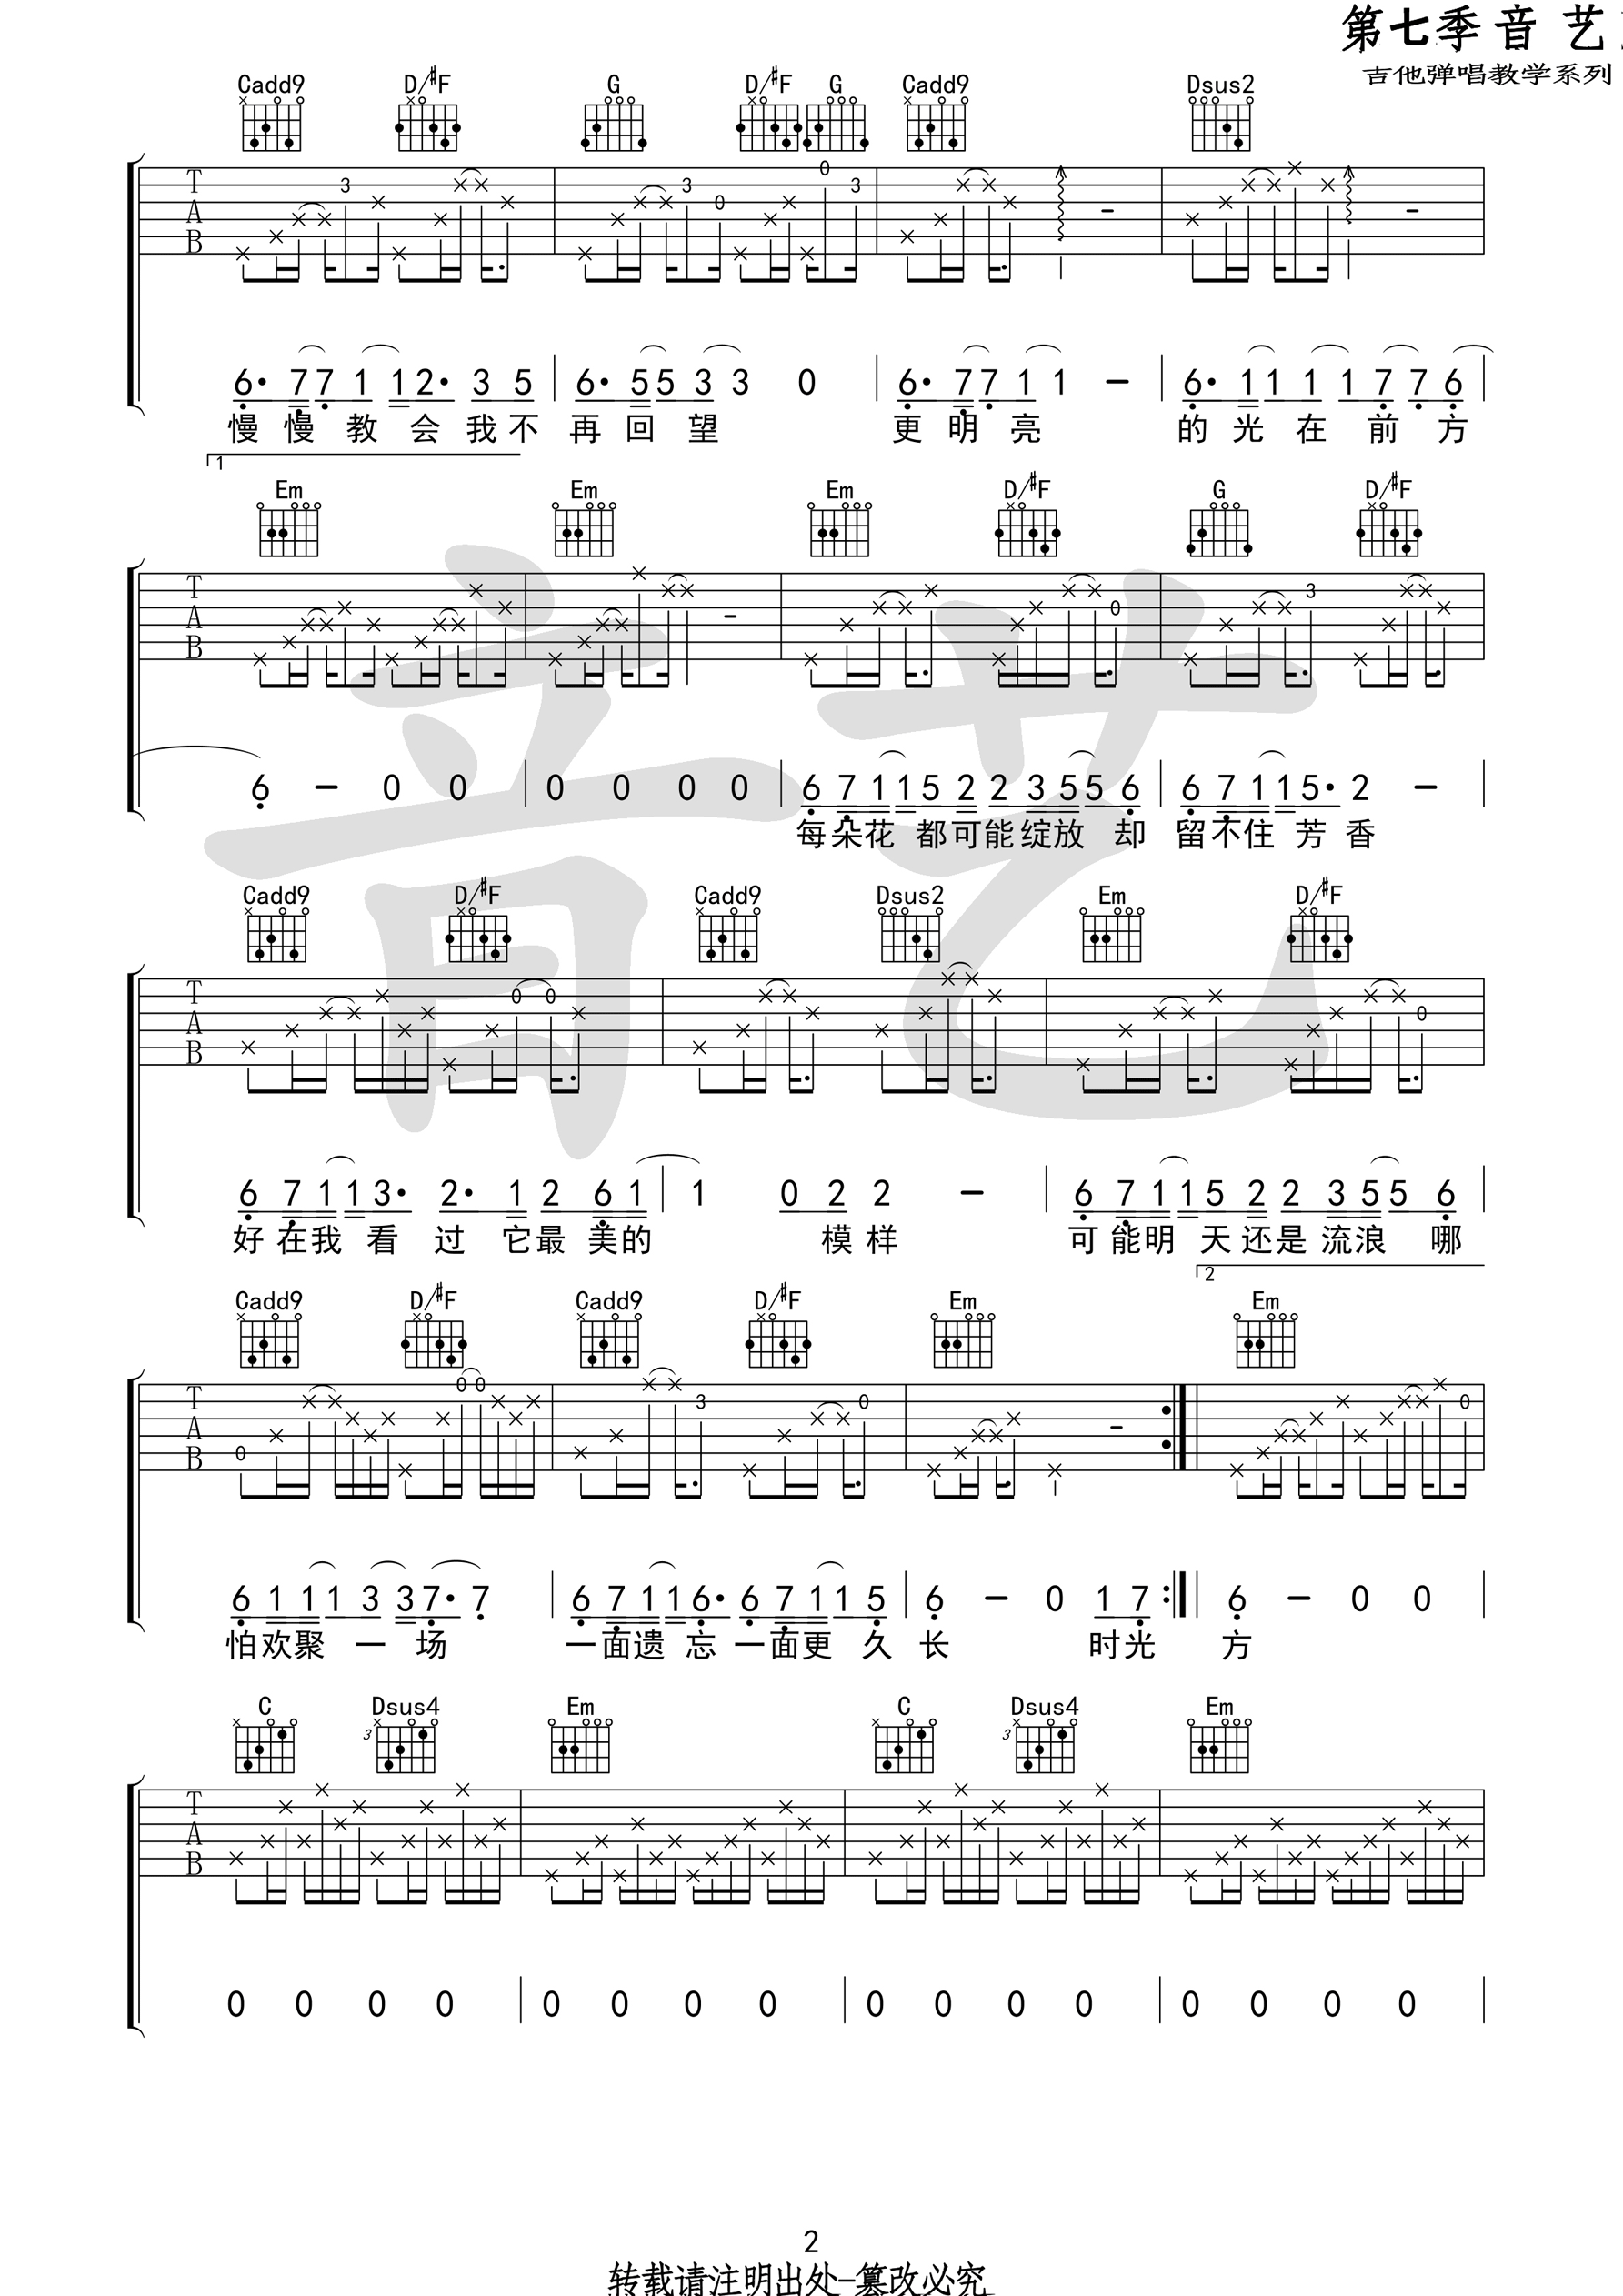 第七季音 艺
吉他弹唱教学系列
Cadd9 D/#F G D/#F G Cadd9 Dsus2
T 3 3 0 0 3
A
B
6· 7 7 1 1 2· 3 5 6· 5 5 3 3 0 6· 7 7 1 1 – 6· 1 1 1 1 7 7 6
慢 慢 教 会 我 不 再 回 望 更 明 亮 的 光 在 前 方
1
Em Em Em D/#F G D/#F
T 0 3
A
B
6 – 0 0 0 0 0 0 6 7 1 1 5 2 2 3 5 5 6 6 7 1 1 5· 2 –
每朵花 都可能绽放 却 留不住 芳 香
Cadd9 D/#F Cadd9 Dsus2 Em D/#F
T 0 0 0
A
B
6 7 1 1 3· 2· 1 2 6 1 1 0 2 2 – 6 7 1 1 5 2 2 3 5 5 6
好 在我 看 过 它最 美的 模 样 可 能明 天 还是 流浪 哪
2
Cadd9 D/#F Cadd9 D/#F Em Em
T 0 0 0 3 0 0
A
B
6 1 1 1 3 3 7· 7 6 7 1 1 6· 6 7 1 1 5 6 – 0 1 7 6 – 0 0
怕欢聚 一 场 一面遗 忘 一面更 久 长 时光 方
C Dsus4 Em C Dsus4 Em
3 3
T
A
B
0 0 0 0 0 0 0 0 0 0 0 0 0 0 0 0
音艺
2
转载请注明出处-篡改必究